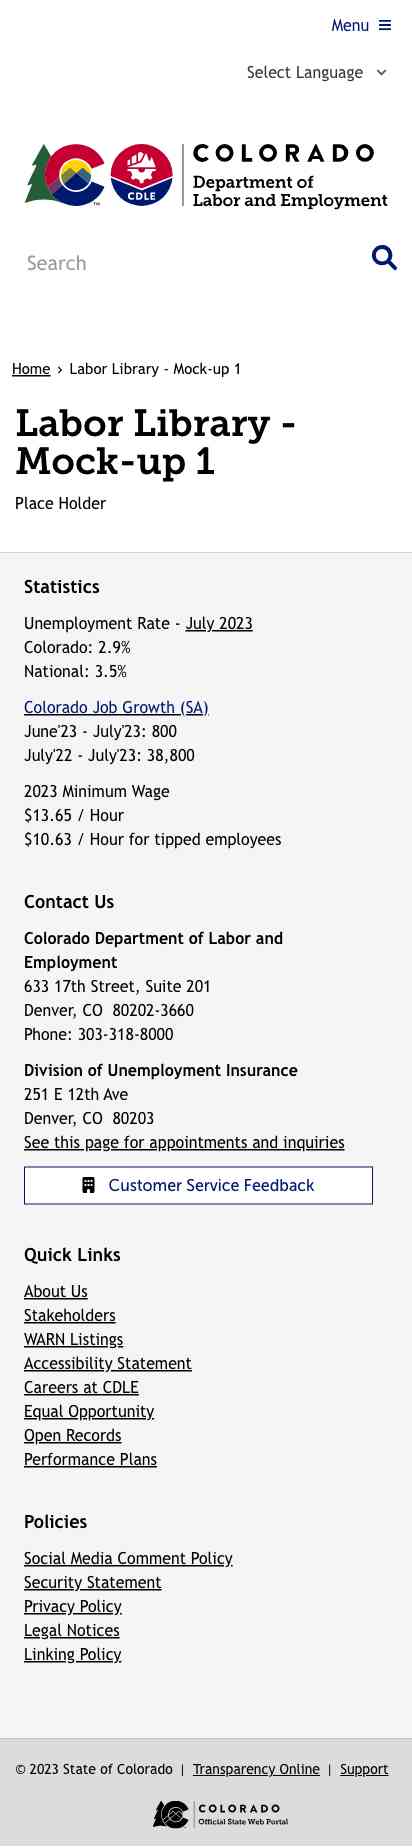 Menu
Select Language
COLORADO
Department of
Labor and Employment
CDLE
TM
Search
Home › Labor Library - Mock-up 1
Labor Library -
Mock-up 1
Place Holder
Statistics
Unemployment Rate - July 2023
Colorado: 2.9%
National: 3.5%
Colorado Job Growth (SA)
June'23 - July'23: 800
July'22 - July'23: 38,800
2023 Minimum Wage
$13.65 / Hour
$10.63 / Hour for tipped employees
Contact Us
Colorado Department of Labor and
Employment
633 17th Street, Suite 201
Denver, CO  80202-3660
Phone: 303-318-8000
Division of Unemployment Insurance
251 E 12th Ave
Denver, CO  80203
See this page for appointments and inquiries
Customer Service Feedback
Quick Links
About Us
Stakeholders
WARN Listings
Accessibility Statement
Careers at CDLE
Equal Opportunity
Open Records
Performance Plans
Policies
Social Media Comment Policy
Security Statement
Privacy Policy
Legal Notices
Linking Policy
© 2023 State of Colorado | Transparency Online | Support
COLORADO
Official State Web Portal